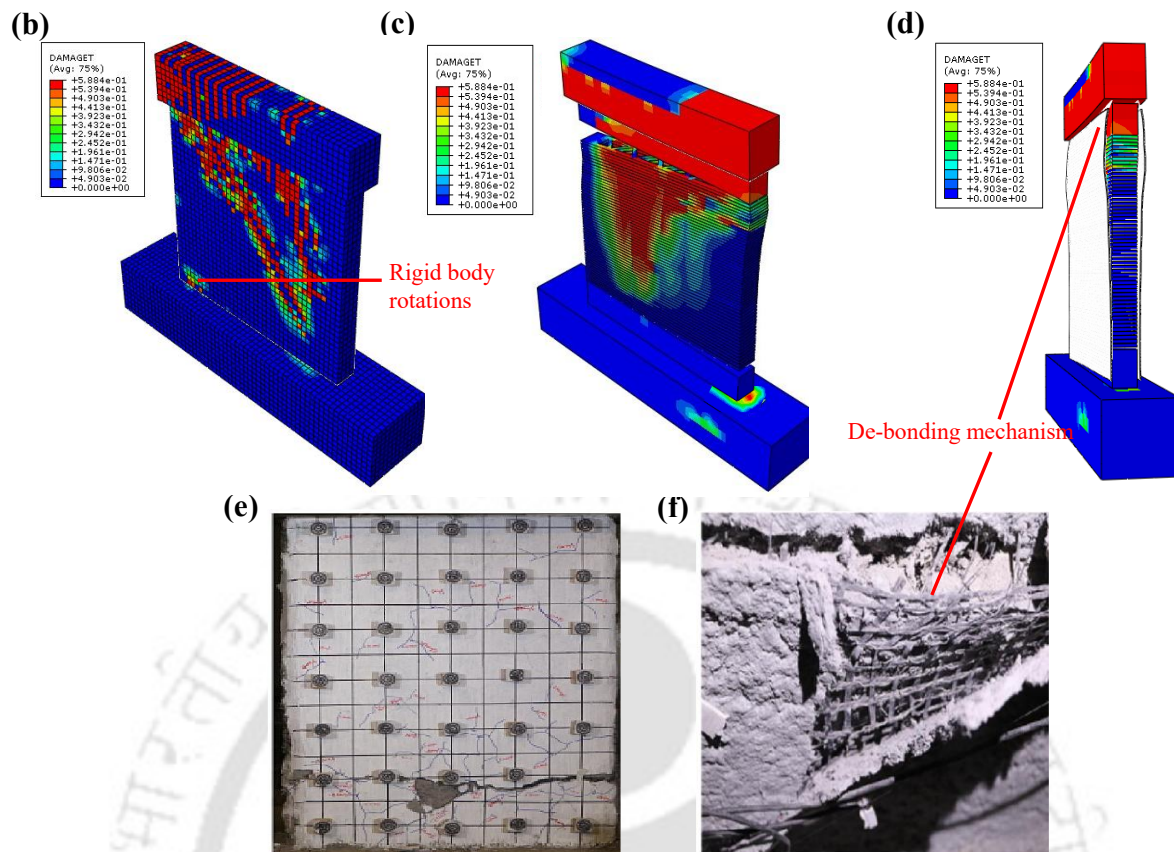 (b)
DAMAGET
(Avg: 75%)
+5.884e-01
+5.394e-01
+4.903e-01
+4.413e-01
+3.923e-01
+3.432e-01
+2.942e-01
+2.452e-01
+1.961e-01
+1.471e-01
+9.806e-02
+4.903e-02
+0.000e+00
Rigid body
rotations
(c)
DAMAGET
(Avg: 75%)
+5.884e-01
+5.394e-01
+4.903e-01
+4.413e-01
+3.923e-01
+3.432e-01
+2.942e-01
+2.452e-01
+1.961e-01
+1.471e-01
+9.806e-02
+4.903e-02
+0.000e+00
(d)
DAMAGET
(Avg: 75%)
+5.884e-01
+5.394e-01
+4.903e-01
+4.413e-01
+3.923e-01
+3.432e-01
+2.942e-01
+2.452e-01
+1.961e-01
+1.471e-01
+9.806e-02
+4.903e-02
+0.000e+00
De-bonding mechanism
(e)
(f)